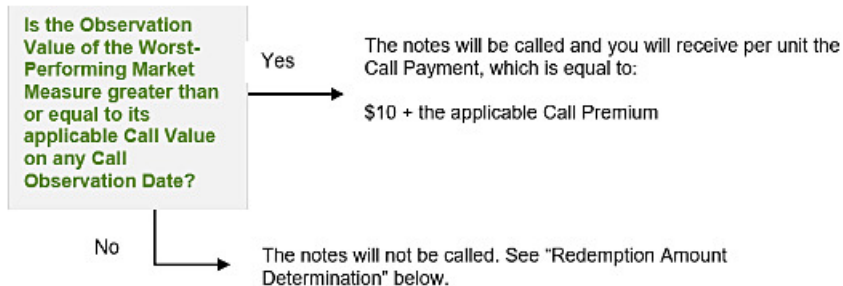 Is the Observation
Value of the Worst-
Performing Market
Measure greater than
or equal to its
applicable Call Value
on any Call
Observation Date?
Yes
The notes will be called and you will receive per unit the
Call Payment, which is equal to:
$10 + the applicable Call Premium
No
The notes will not be called. See “Redemption Amount
Determination” below.